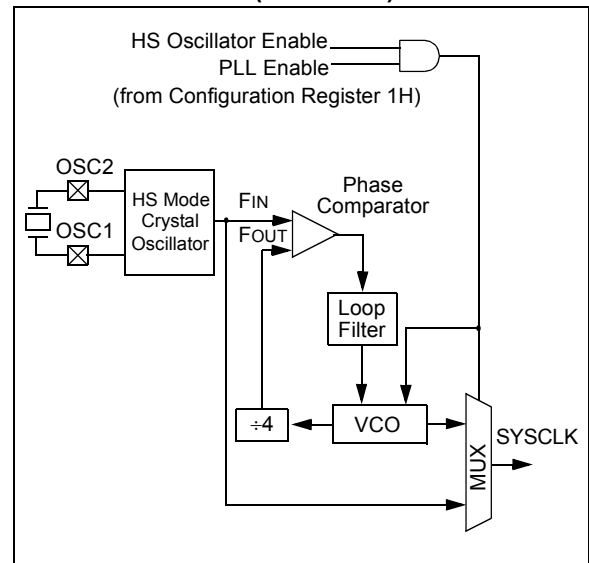 HS Oscillator Enable
PLL Enable
(from Configuration Register 1H)
OSC2
OSC1
HS Mode
Crystal
Oscillator
FIN
FOUT
Phase
Comparator
Loop
Filter
÷4
VCO
MUX
SYSCLK